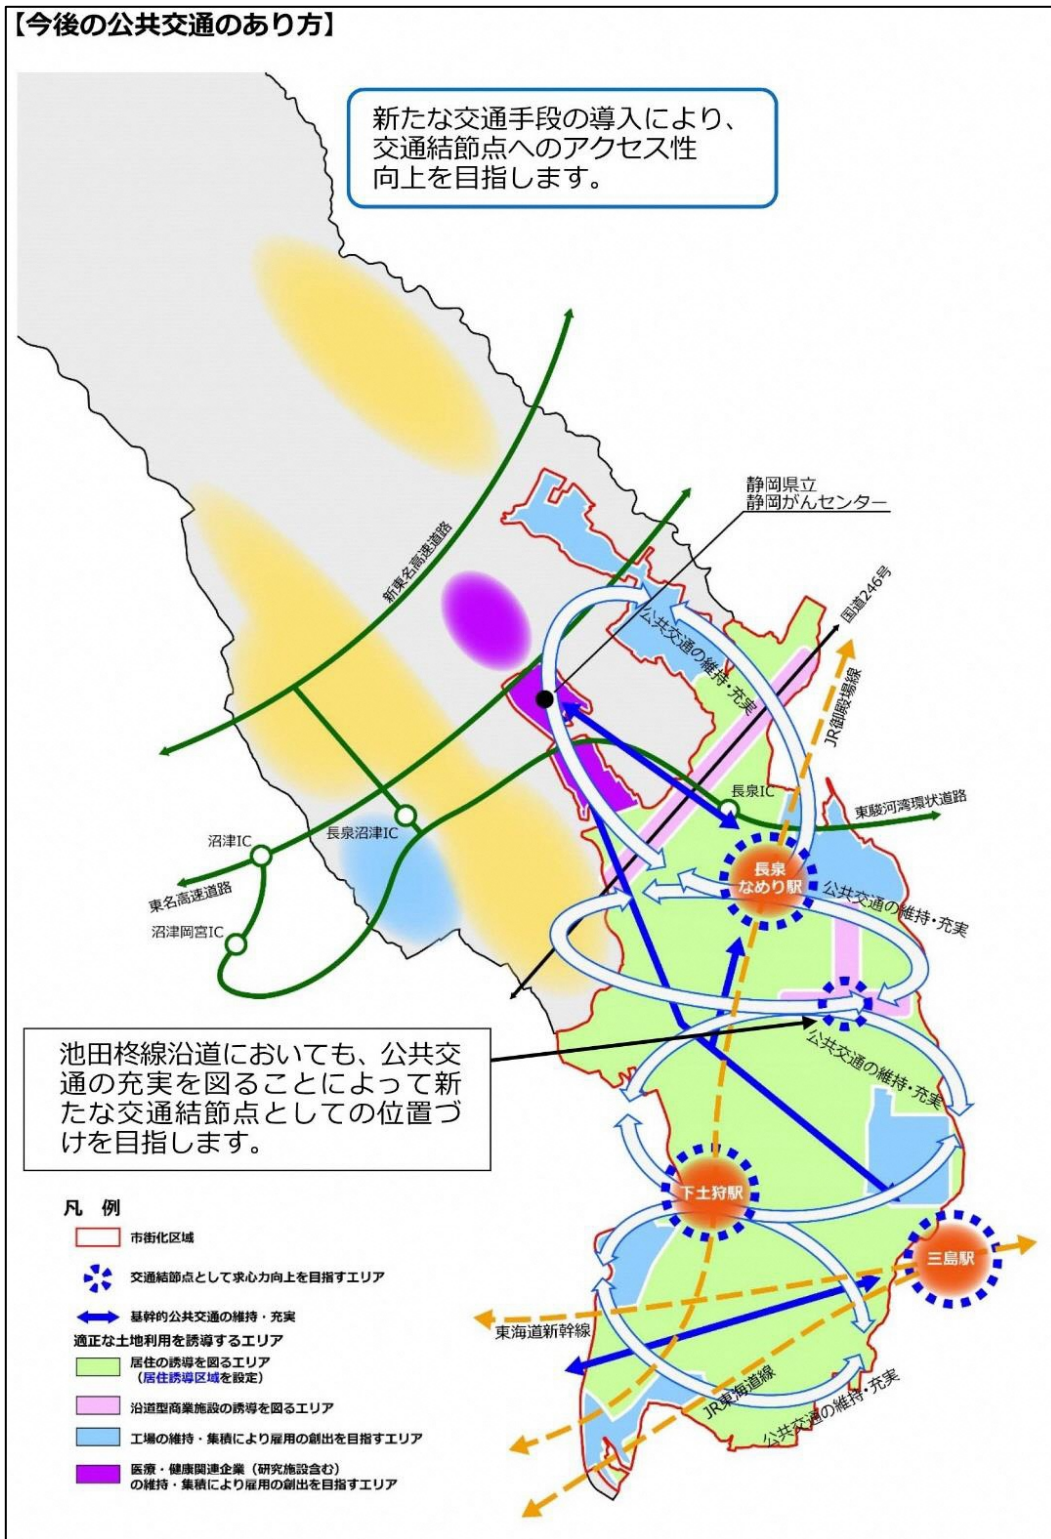 【今後の公共交通のあり方】
新たな交通手段の導入により、
交通結節点へのアクセス性
向上を目指します。
静岡県立
静岡がんセンター
新東名高速道路
国道246号
公共交通の維持・充実
JR御殿場線
長泉IC
東駿河湾環状道路
長泉沼津IC
沼津IC
東名高速道路
沼津岡宮IC
長泉
なめり駅
公共交通の維持・充実
池田柊線沿道においても、公共交
通の充実を図ることによって新
たな交通結節点としての位置づ
けを目指します。
公共交通の維持・充実
下土狩駅
三島駅
東海道新幹線
JR東海道線
公共交通の維持・充実
凡 例
市街化区域
交通結節点として求心力向上を目指すエリア
基幹的公共交通の維持・充実
適正な土地利用を誘導するエリア
居住の誘導を図るエリア
（居住誘導区域を設定）
沿道型商業施設の誘導を図るエリア
工場の維持・集積により雇用の創出を目指すエリア
医療・健康関連企業（研究施設含む）
の維持・集積により雇用の創出を目指すエリア